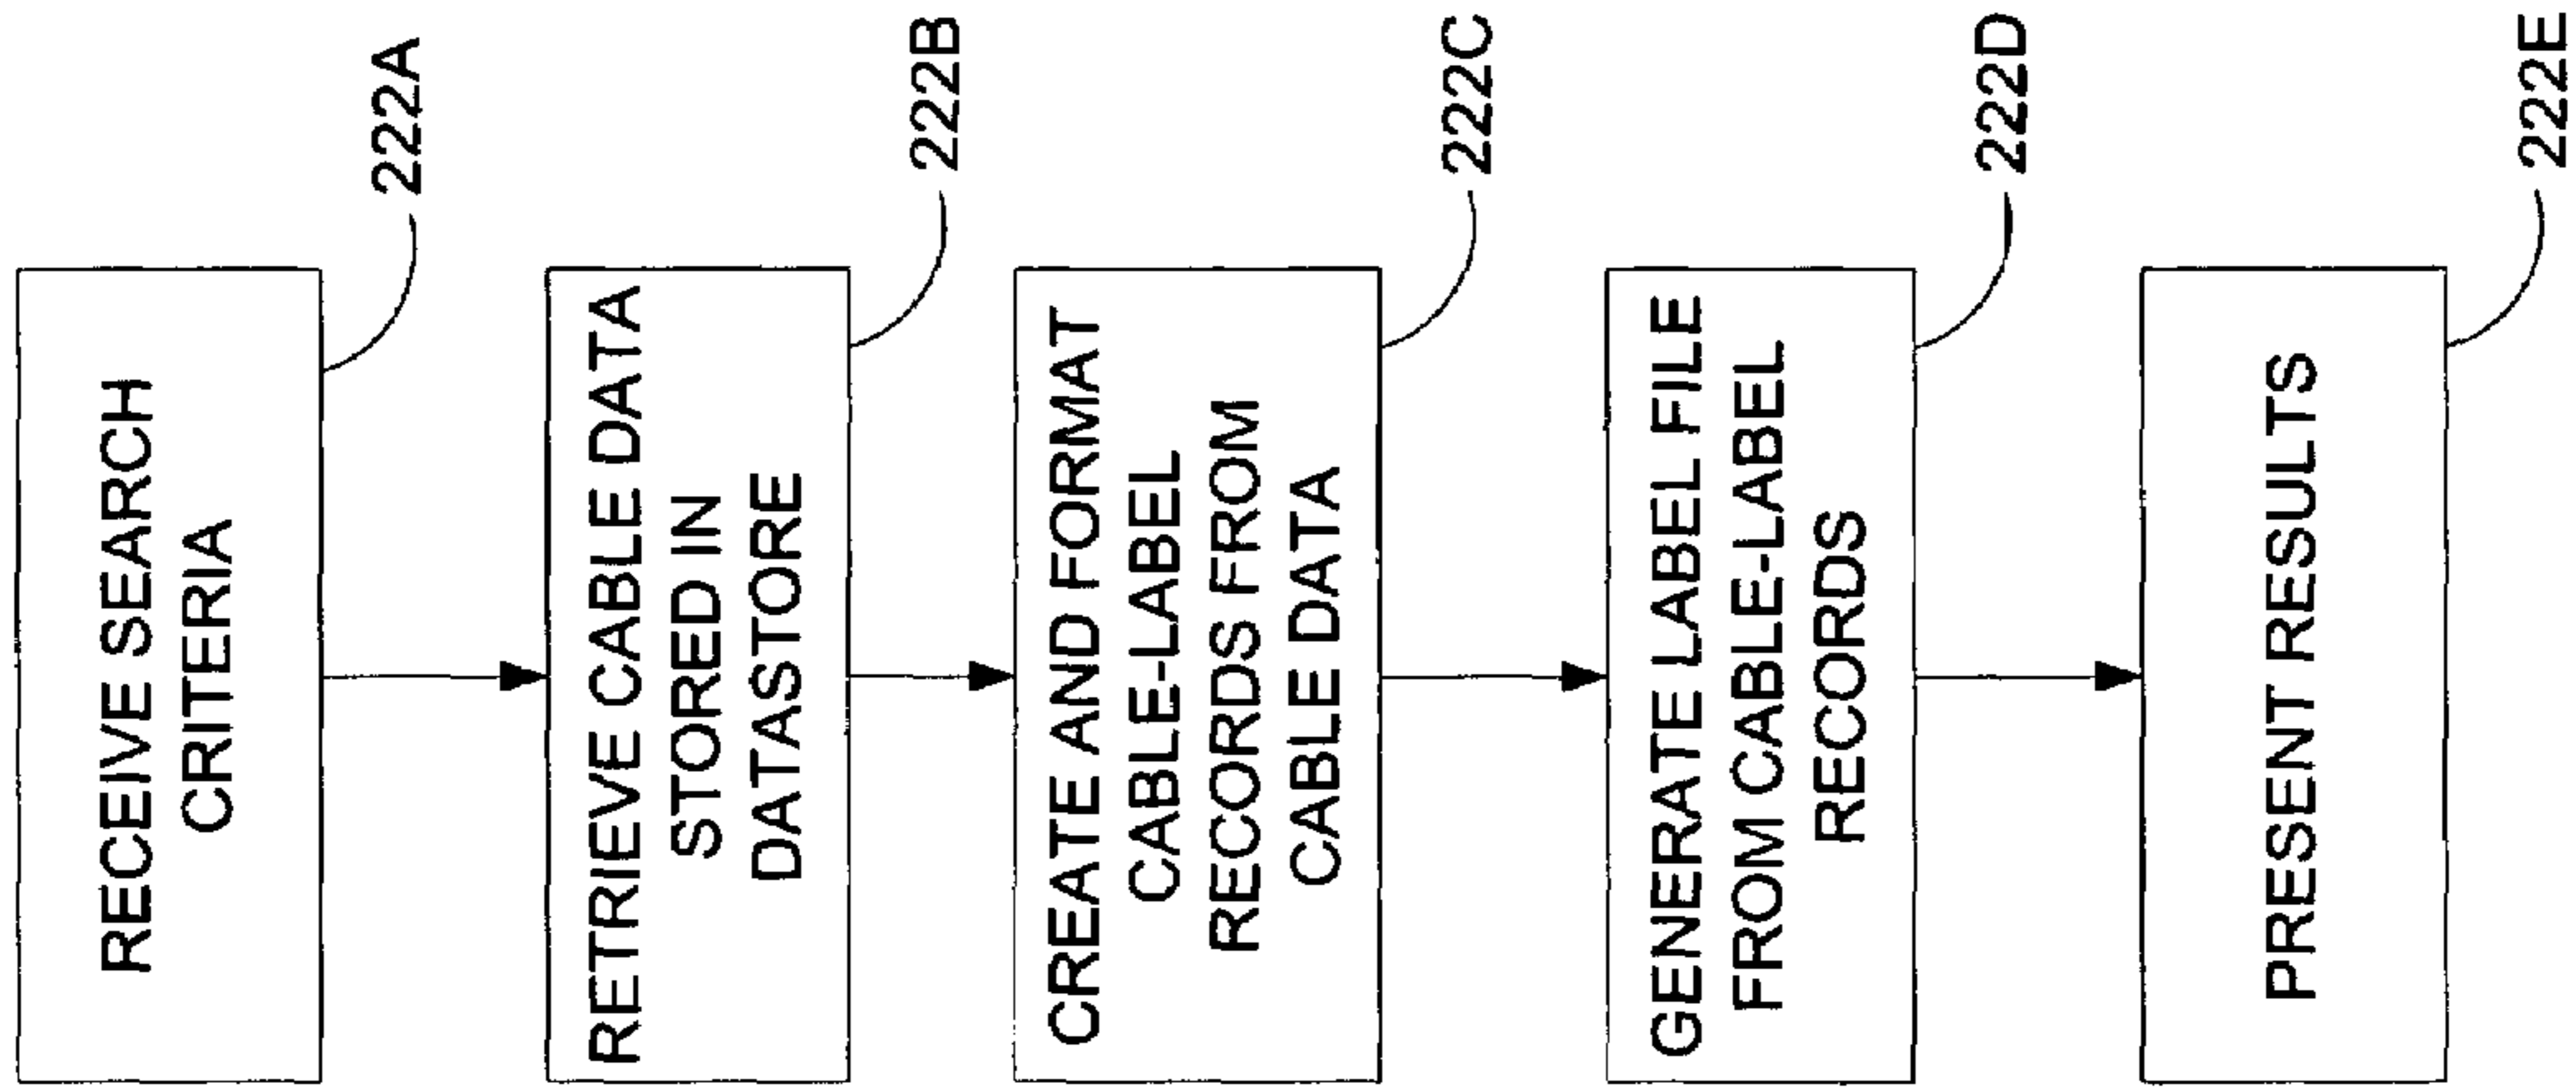 RECEIVE SEARCH
CRITERIA
222A
RETRIEVE CABLE DATA
STORED IN
DATASTORE
222B
CREATE AND FORMAT
CABLE-LABEL
RECORDS FROM
CABLE DATA
222C
GENERATE LABEL FILE
FROM CABLE-LABEL
RECORDS
222D
PRESENT RESULTS
222E